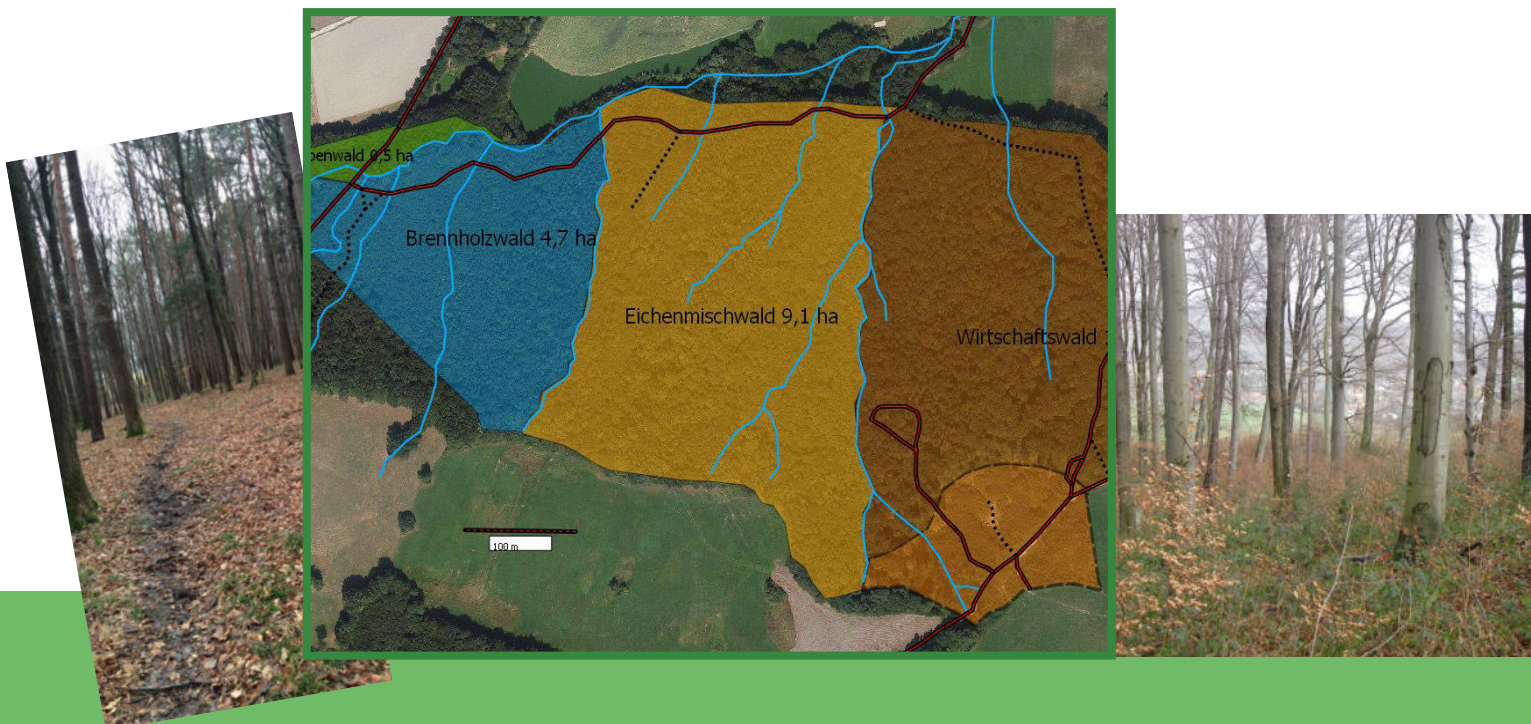 penwald 0,5 ha
Brennholzwald 4,7 ha
Eichenmischwald 9,1 ha
Wirtschaftswald
100 m